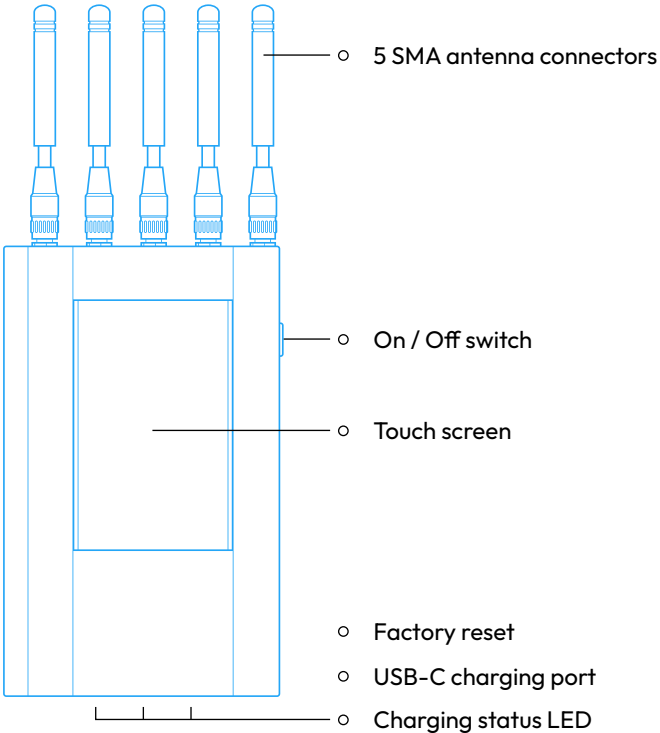 5 SMA antenna connectors
On / Off switch
Touch screen
Factory reset
USB-C charging port
Charging status LED